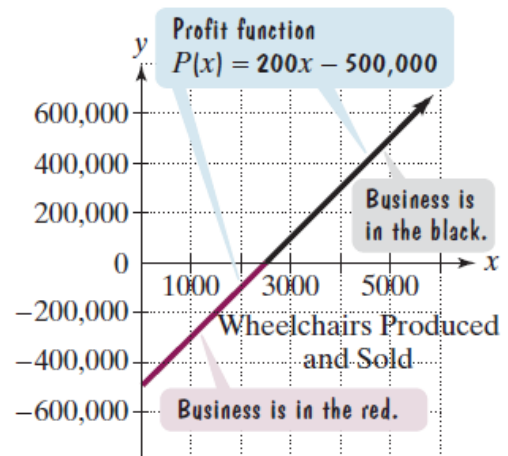 Profit function
P(x) = 200x – 500,000
y
600,000
400,000
200,000
Business is
in the black.
0
x
1000 3000 5000
–200,000
Wheelchairs Produced
and Sold
–400,000
–600,000
Business is in the red.